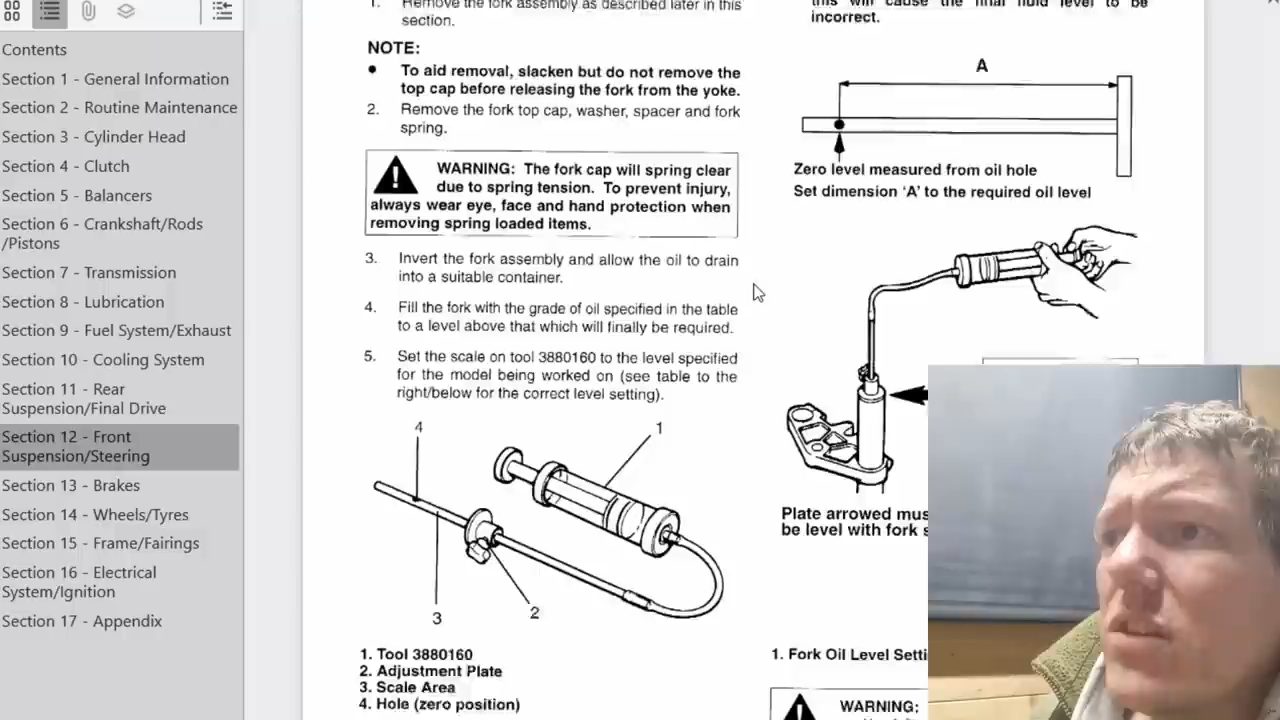 Contents
Section 1 - General Information
Section 2 - Routine Maintenance
Section 3 - Cylinder Head
Section 4 - Clutch
Section 5 - Balancers
Section 6 - Crankshaft/Rods
/Pistons
Section 7 - Transmission
Section 8 - Lubrication
Section 9 - Fuel System/Exhaust
Section 10 - Cooling System
Section 11 - Rear
Suspension/Final Drive
Section 12 - Front
Suspension/Steering
Section 13 - Brakes
Section 14 - Wheels/Tyres
Section 15 - Frame/Fairings
Section 16 - Electrical
System/Ignition
Section 17 - Appendix
1. Remove the fork assembly as described later in this
section.
NOTE:
• To aid removal, slacken but do not remove the
top cap before releasing the fork from the yoke.
2. Remove the fork top cap, washer, spacer and fork
spring.
WARNING: The fork cap will spring clear
due to spring tension. To prevent injury,
always wear eye, face and hand protection when
removing spring loaded items.
3. Invert the fork assembly and allow the oil to drain
into a suitable container.
4. Fill the fork with the grade of oil specified in the table
to a level above that which will finally be required.
5. Set the scale on tool 3880160 to the level specified
for the model being worked on (see table to the
right/below for the correct level setting).
4
1
3
2
1. Tool 3880160
2. Adjustment Plate
3. Scale Area
4. Hole (zero position)
this will cause the final fluid level to be
incorrect.
A
Zero level measured from oil hole
Set dimension 'A' to the required oil level
Plate arrowed
be level with fork
1. Fork Oil Level
WARNING: